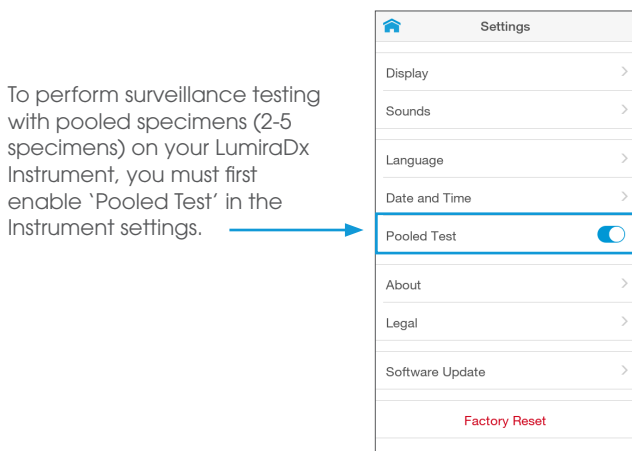 To perform surveillance testing
with pooled specimens (2-5
specimens) on your LumiraDx
Instrument, you must first
enable ‘Pooled Test’ in the
Instrument settings.
Settings
Display
Sounds
Language
Date and Time
Pooled Test
About
Legal
Software Update
Factory Reset